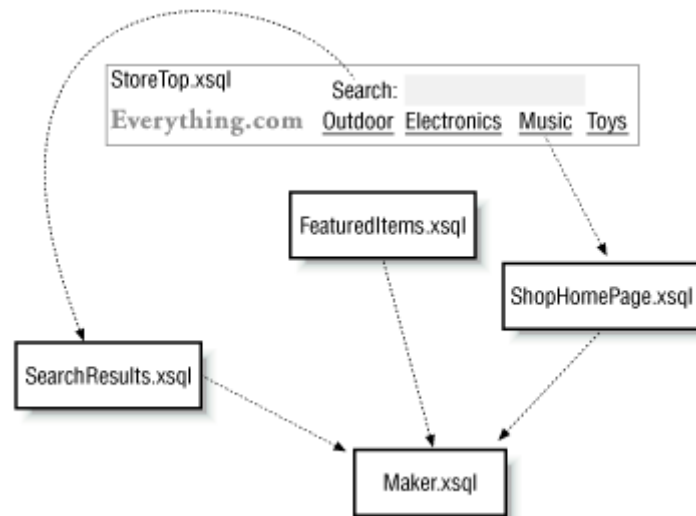 StoreTop.xsql
Search:
Everything.com Outdoor Electronics Music Toys
FeaturedItems.xsql
ShopHomePage.xsql
SearchResults.xsql
Maker.xsql